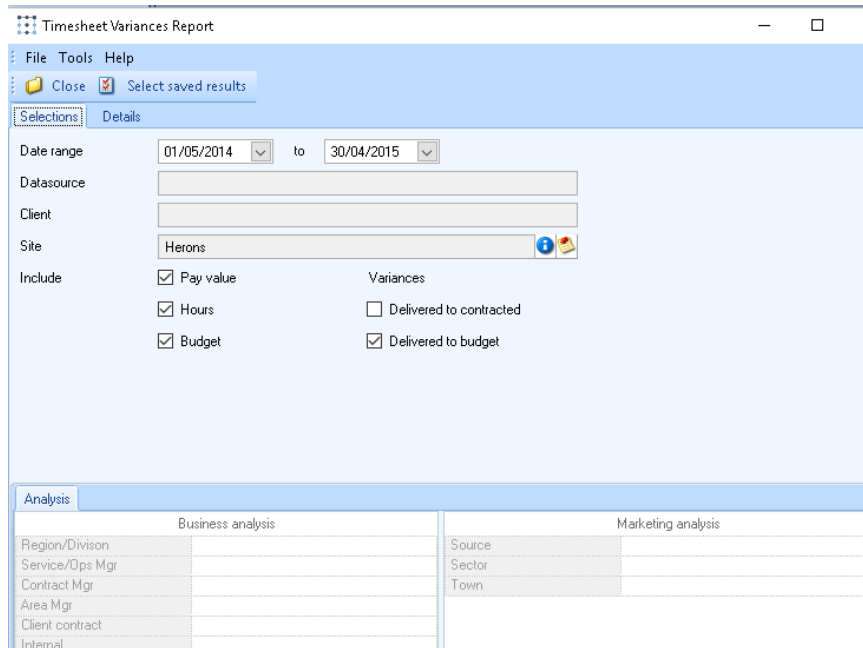 Timesheet Variances Report
File Tools Help
Close Select saved results
Selections Details
Date range 01/05/2014 to 30/04/2015
Datasource
Client
Site Herons
Include Pay value Variances
Hours Delivered to contracted
Budget Delivered to budget
Analysis
Business analysis Marketing analysis
Region/Divison Source
Service/Ops Mgr Sector
Contract Mgr Town
Area Mgr
Client contract
Internal